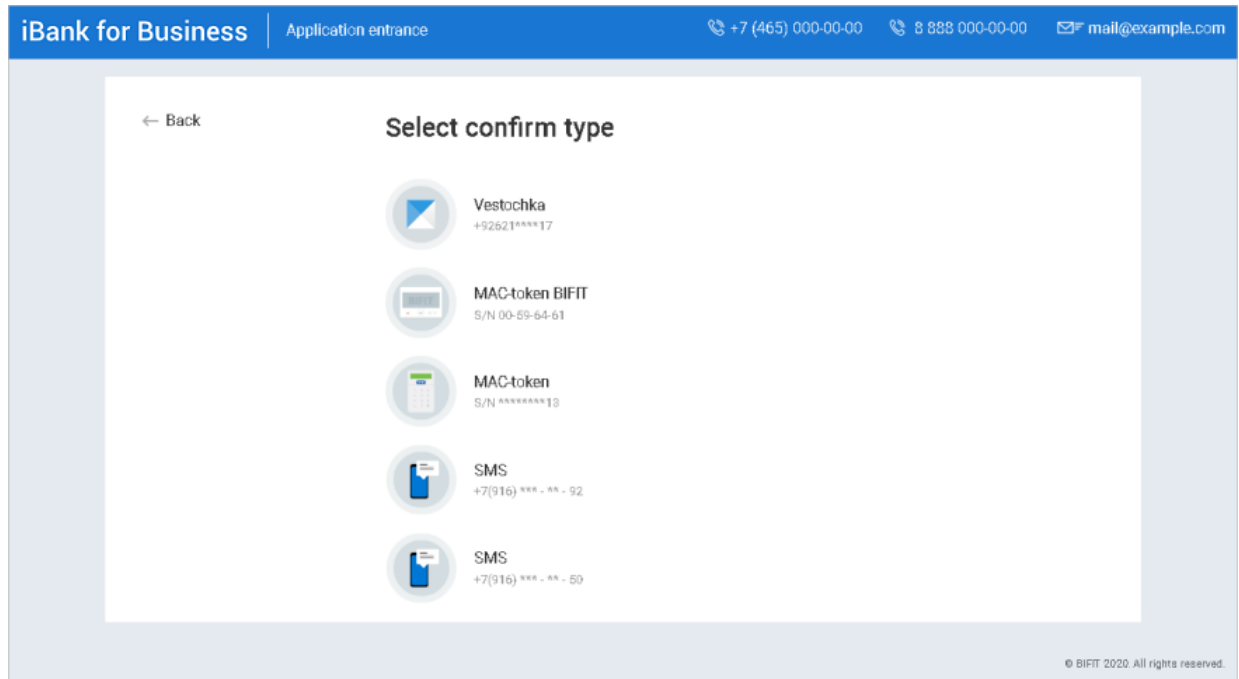 iBank for Business
Application entrance
+7 (465) 000-00-00
8 888 000-00-00
mail@example.com
← Back
Select confirm type
Vestochka
+92621****17
MAC-token BIFIT
S/N 00-59-64-61
BIFIT
MAC-token
S/N ********13
SMS
+7(916) *** - ** - 92
SMS
+7(916) *** - ** - 50
© BIFIT 2020. All rights reserved.